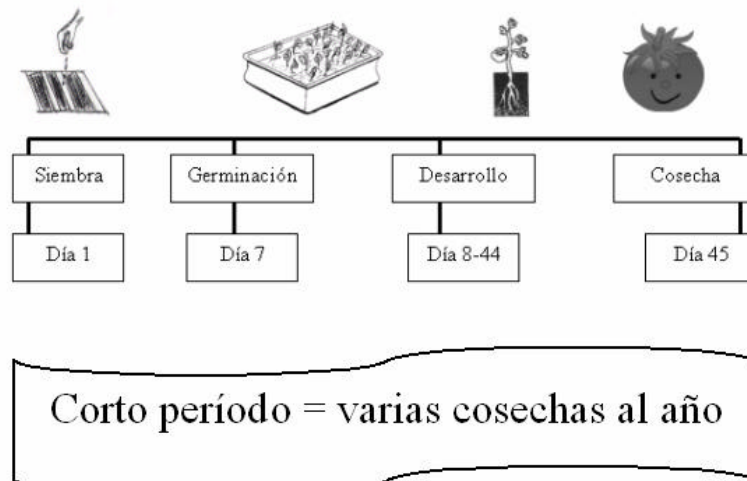 Siembra Germinación Desarrollo Cosecha
Día 1 Día 7 Día 8-44 Día 45
Corto período = varias cosechas al año